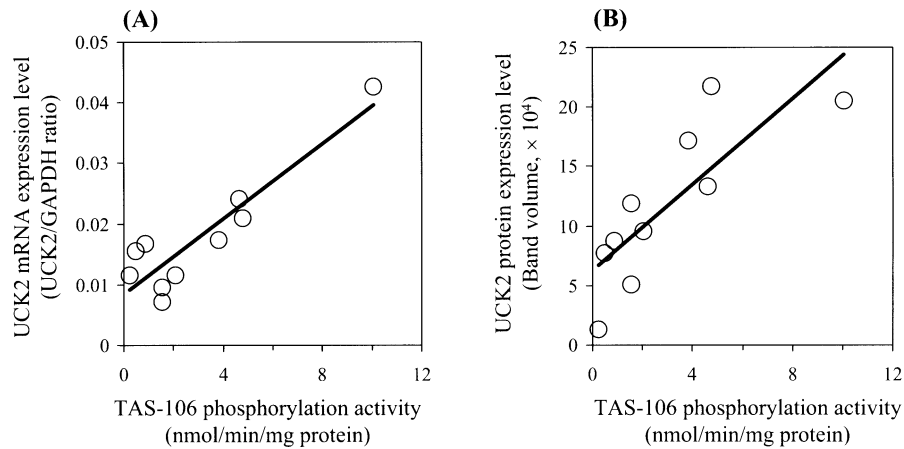 (A)
UCK2 mRNA expression level
(UCK2/GAPDH ratio)
0.05
0.04
0.03
0.02
0.01
0
0 4 8 12
TAS-106 phosphorylation activity
(nmol/min/mg protein)
(B)
UCK2 protein expression level
(Band volume, × 10⁴)
25
20
15
10
5
0
0 4 8 12
TAS-106 phosphorylation activity
(nmol/min/mg protein)